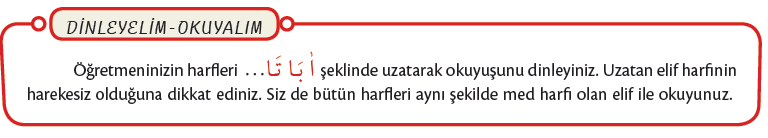 DİNLEYELİM-OKUYALIM
Öğretmeninizin harfleri …اٰ بَا تَا şeklinde uzatarak okuyuşunu dinleyiniz. Uzatan elif harfinin
harekesiz olduğuna dikkat ediniz. Siz de bütün harfleri aynı şekilde med harfi olan elif ile okuyunuz.